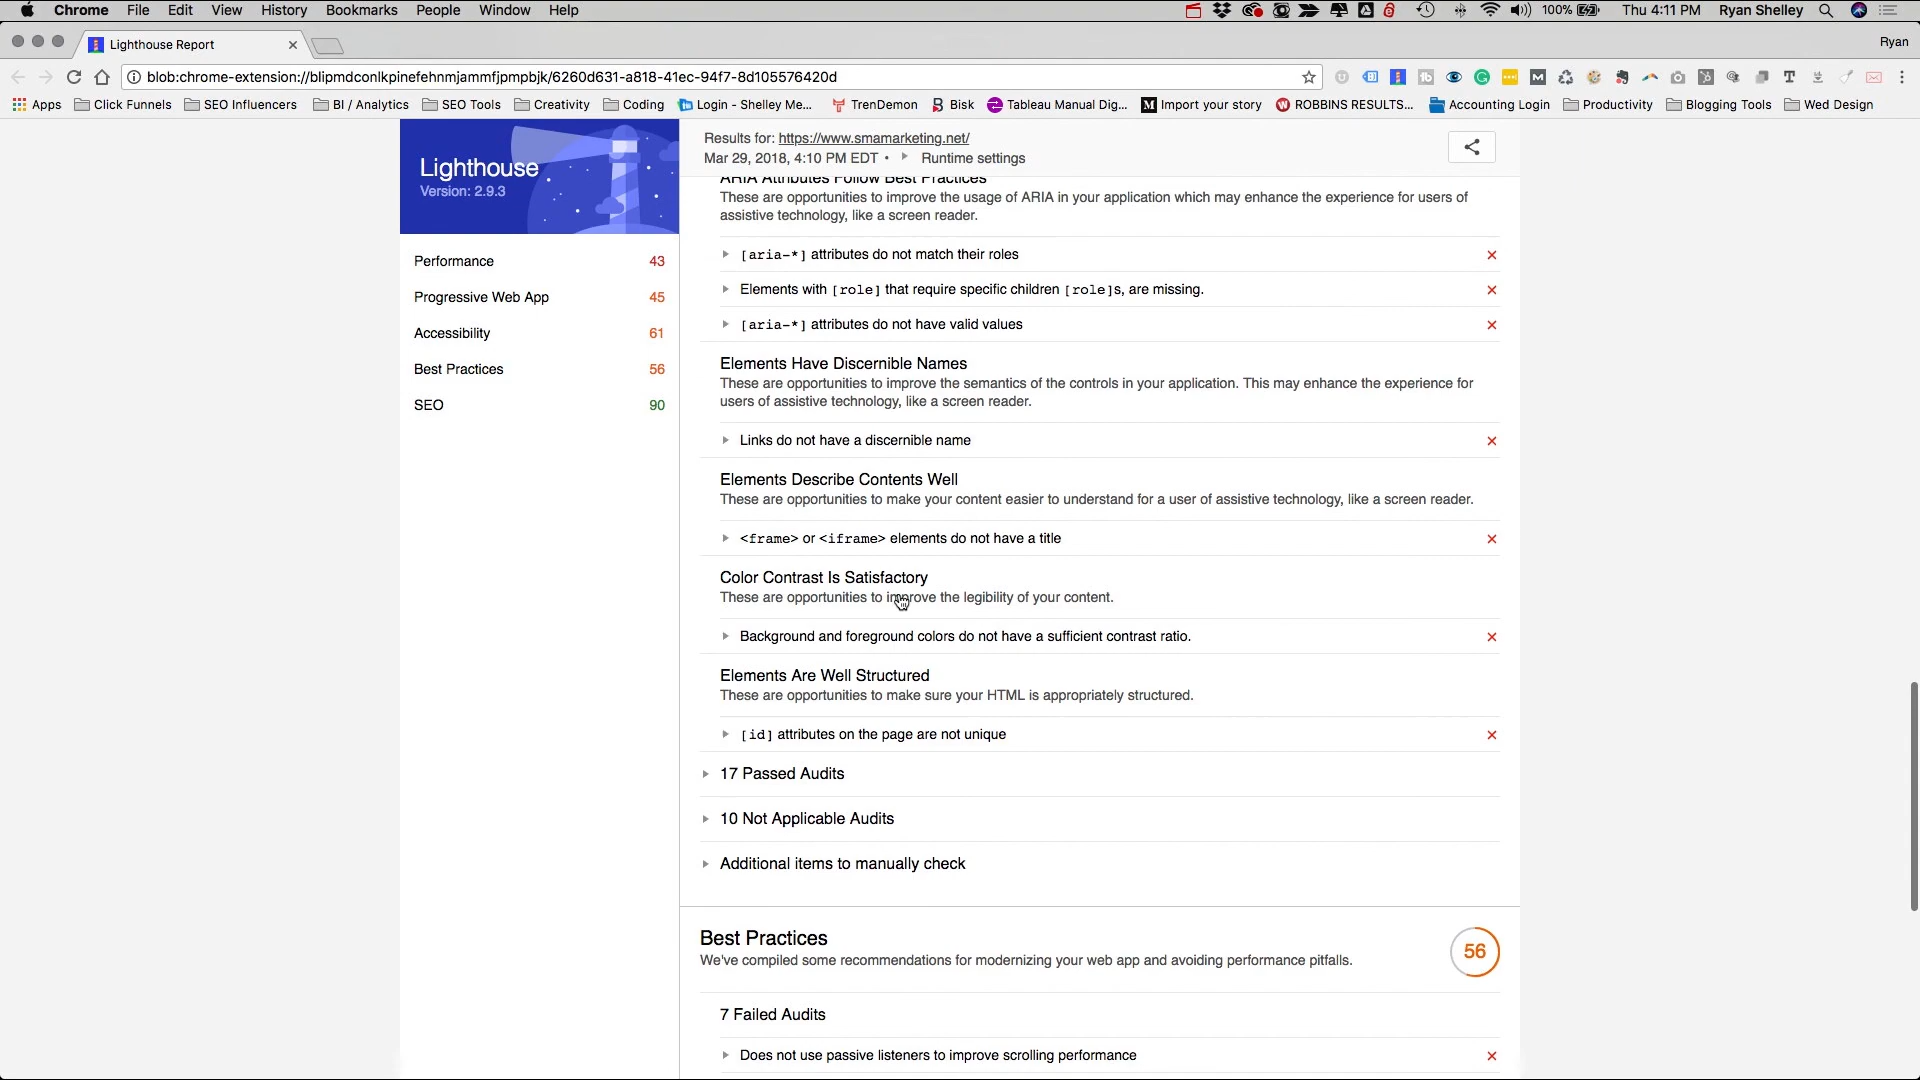 Chrome File Edit View History Bookmarks People Window Help 100% Thu 4:11 PM Ryan Shelley
Lighthouse Report Ryan
blob:chrome-extension://blipmdconlkpinefehnmjammfjpmpbjk/6260d631-a818-41ec-94f7-8d105576420d
Apps Click Funnels SEO Influencers BI / Analytics SEO Tools Creativity Coding Login - Shelley Me... TrenDemon Bisk Tableau Manual Dig... Import your story ROBBINS RESULTS... Accounting Login Productivity Blogging Tools Wed Design
Lighthouse
Version: 2.9.3
Performance 43
Progressive Web App 45
Accessibility 61
Best Practices 56
SEO 90
Results for: https://www.smamarketing.net/
Mar 29, 2018, 4:10 PM EDT • Runtime settings
ARIA Attributes Follow Best Practices
These are opportunities to improve the usage of ARIA in your application which may enhance the experience for users of
assistive technology, like a screen reader.
[aria-*] attributes do not match their roles
Elements with [role] that require specific children [role]s, are missing.
[aria-*] attributes do not have valid values
Elements Have Discernible Names
These are opportunities to improve the semantics of the controls in your application. This may enhance the experience for
users of assistive technology, like a screen reader.
Links do not have a discernible name
Elements Describe Contents Well
These are opportunities to make your content easier to understand for a user of assistive technology, like a screen reader.
<frame> or <iframe> elements do not have a title
Color Contrast Is Satisfactory
These are opportunities to improve the legibility of your content.
Background and foreground colors do not have a sufficient contrast ratio.
Elements Are Well Structured
These are opportunities to make sure your HTML is appropriately structured.
[id] attributes on the page are not unique
17 Passed Audits
10 Not Applicable Audits
Additional items to manually check
Best Practices
We've compiled some recommendations for modernizing your web app and avoiding performance pitfalls.
56
7 Failed Audits
Does not use passive listeners to improve scrolling performance